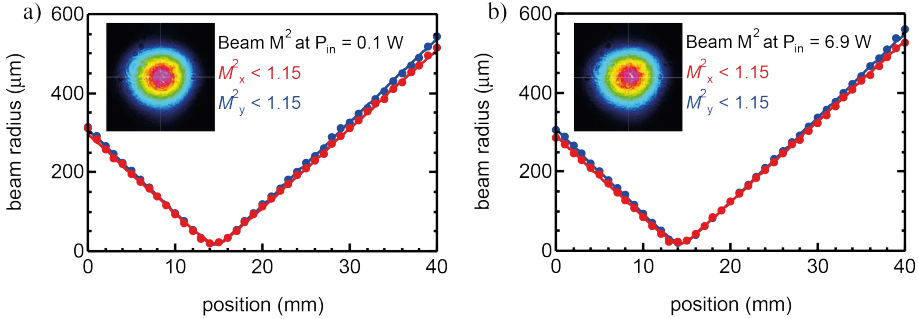 a)
Beam M² at Pᵢₙ = 0.1 W
M²ₓ < 1.15
M²y < 1.15
beam radius (μm)
600
400
200
0
0 10 20 30 40
position (mm)
b)
Beam M² at Pᵢₙ = 6.9 W
M²ₓ < 1.15
M²y < 1.15
beam radius (μm)
600
400
200
0
0 10 20 30 40
position (mm)